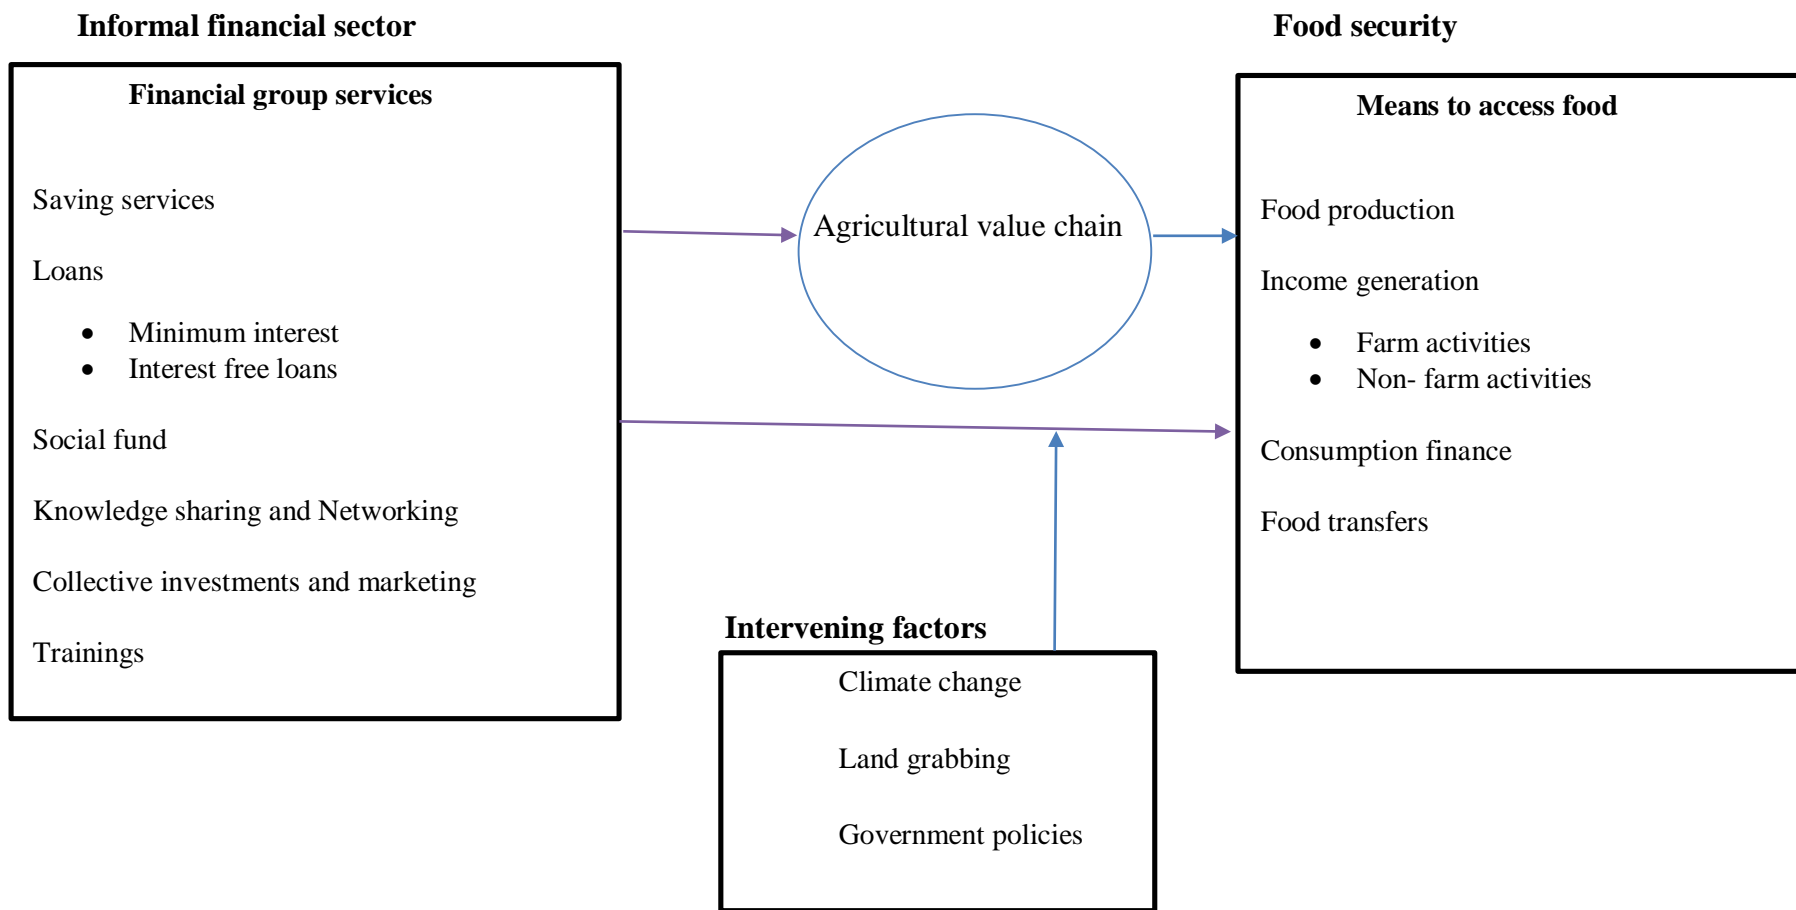 Informal financial sector
Financial group services
Saving services
Loans
• Minimum interest
• Interest free loans
Social fund
Knowledge sharing and Networking
Collective investments and marketing
Trainings
Agricultural value chain
Intervening factors
Climate change
Land grabbing
Government policies
Food security
Means to access food
Food production
Income generation
• Farm activities
• Non- farm activities
Consumption finance
Food transfers